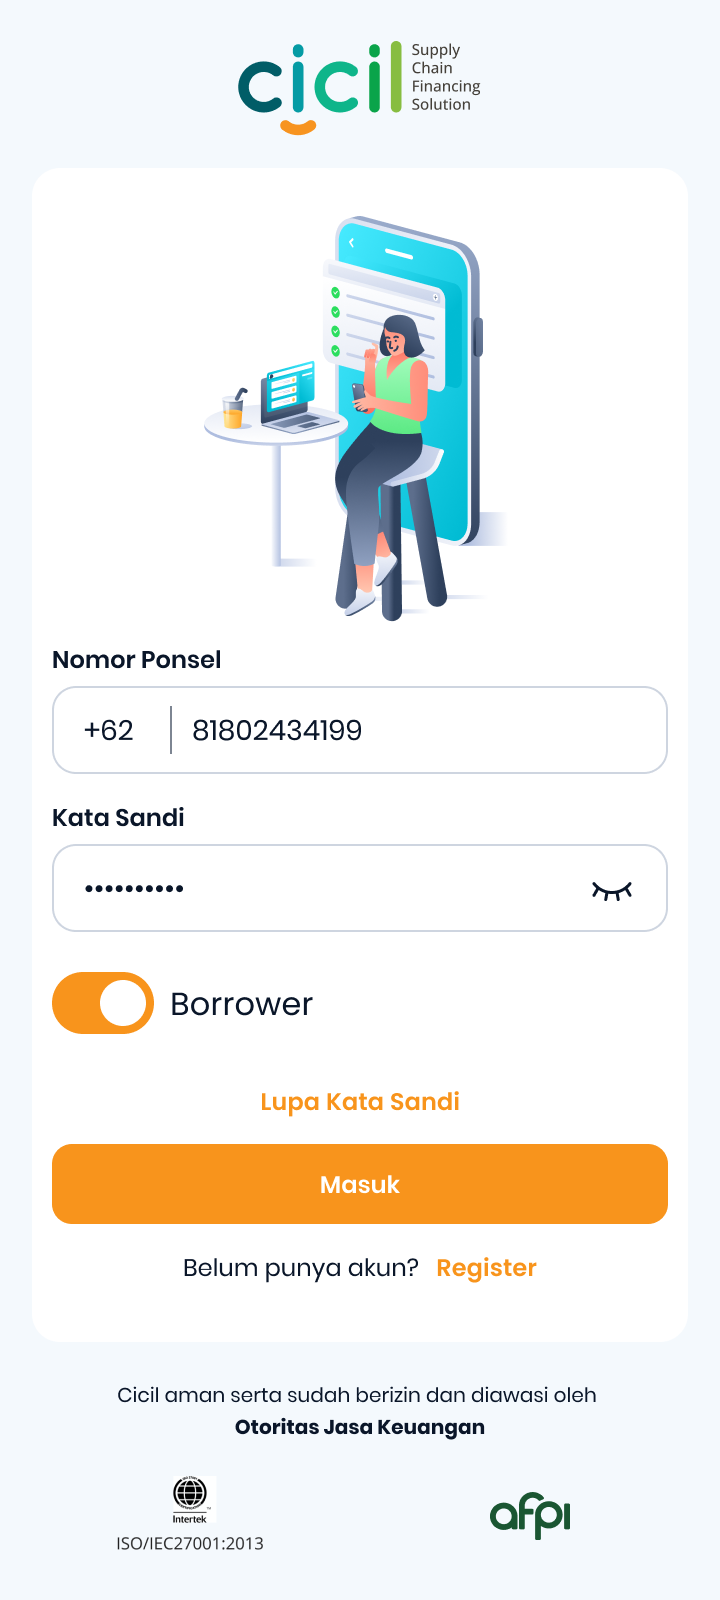 cicil
Supply
Chain
Financing
Solution
Nomor Ponsel
+62
81802434199
Kata Sandi
••••••••••
Borrower
Lupa Kata Sandi
Masuk
Belum punya akun? Register
Cicil aman serta sudah berizin dan diawasi oleh
Otoritas Jasa Keuangan
Intertek
ISO/IEC27001:2013
afpi